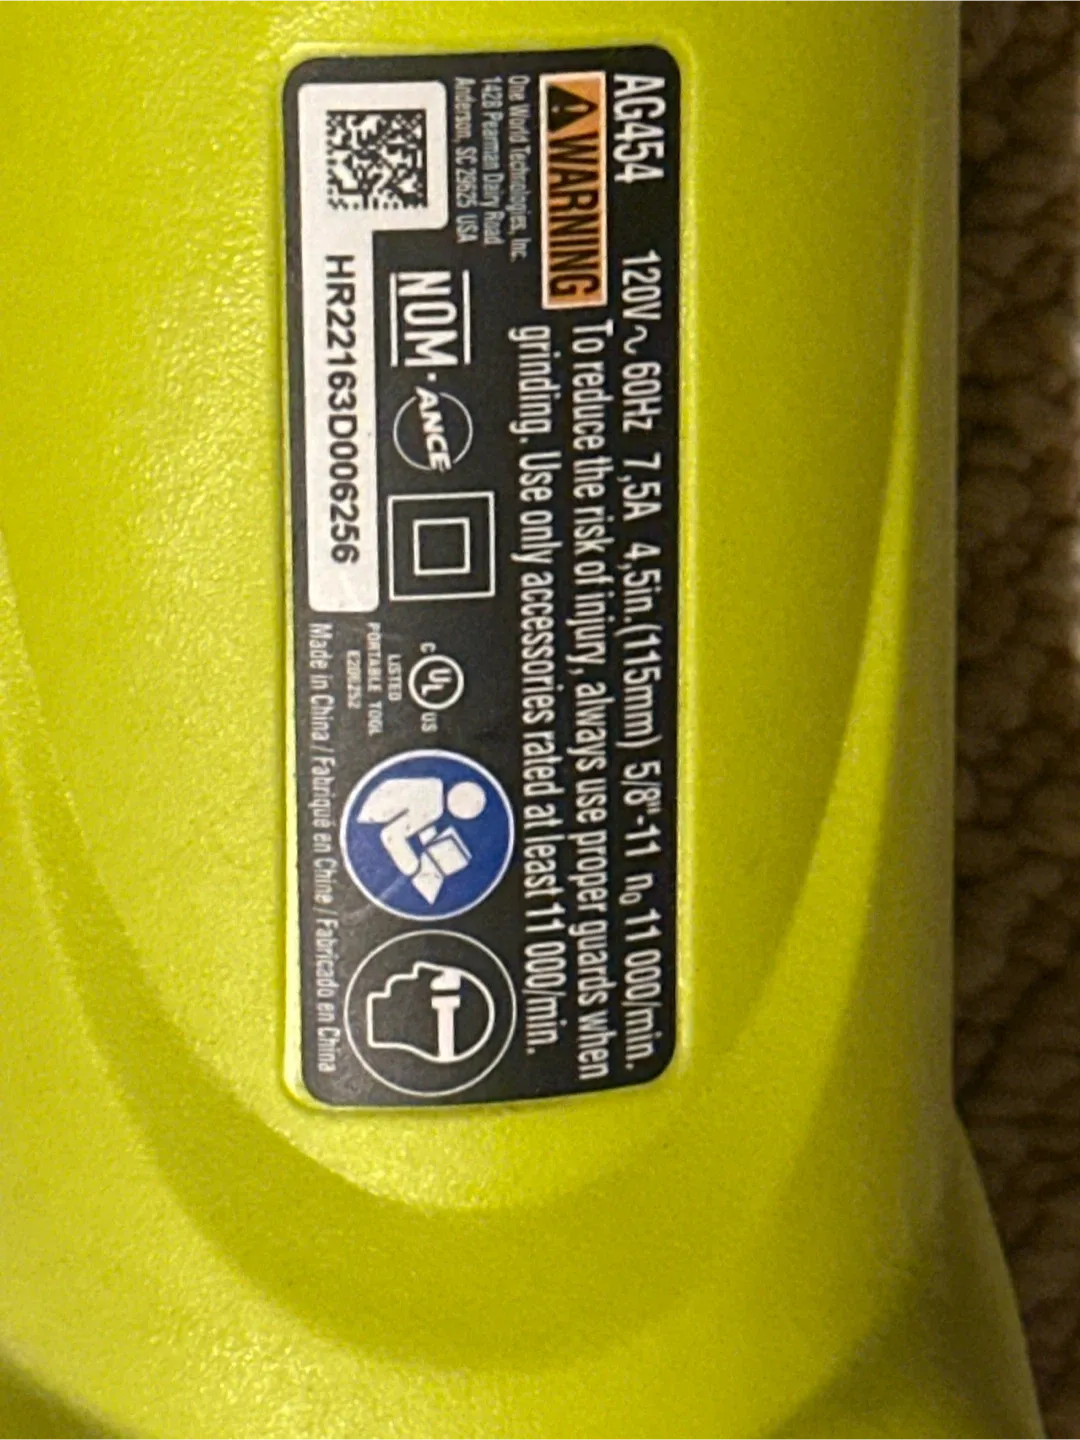 AG454 120V~60Hz 7,5A 4,5in.(115mm) 5/8"-11 n₀ 11 000/min.
WARNING To reduce the risk of injury, always use proper guards when
grinding. Use only accessories rated at least 11 000/min.
One World Technologies, Inc.
1428 Pearman Dairy Road
Anderson, SC 29625 USA
NOM·ANCE
C UL US
LISTED
PORTABLE TOOL
HR22163D006256
Made in China / Fabriqué en Chine / Fabricado en China